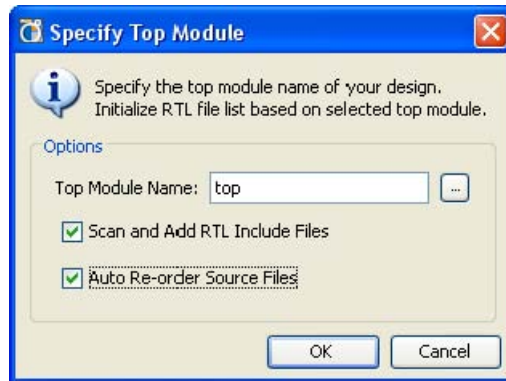 Specify Top Module
Specify the top module name of your design.
Initialize RTL file list based on selected top module.
Options
Top Module Name: top ...
Scan and Add RTL Include Files
Auto Re-order Source Files
OK Cancel